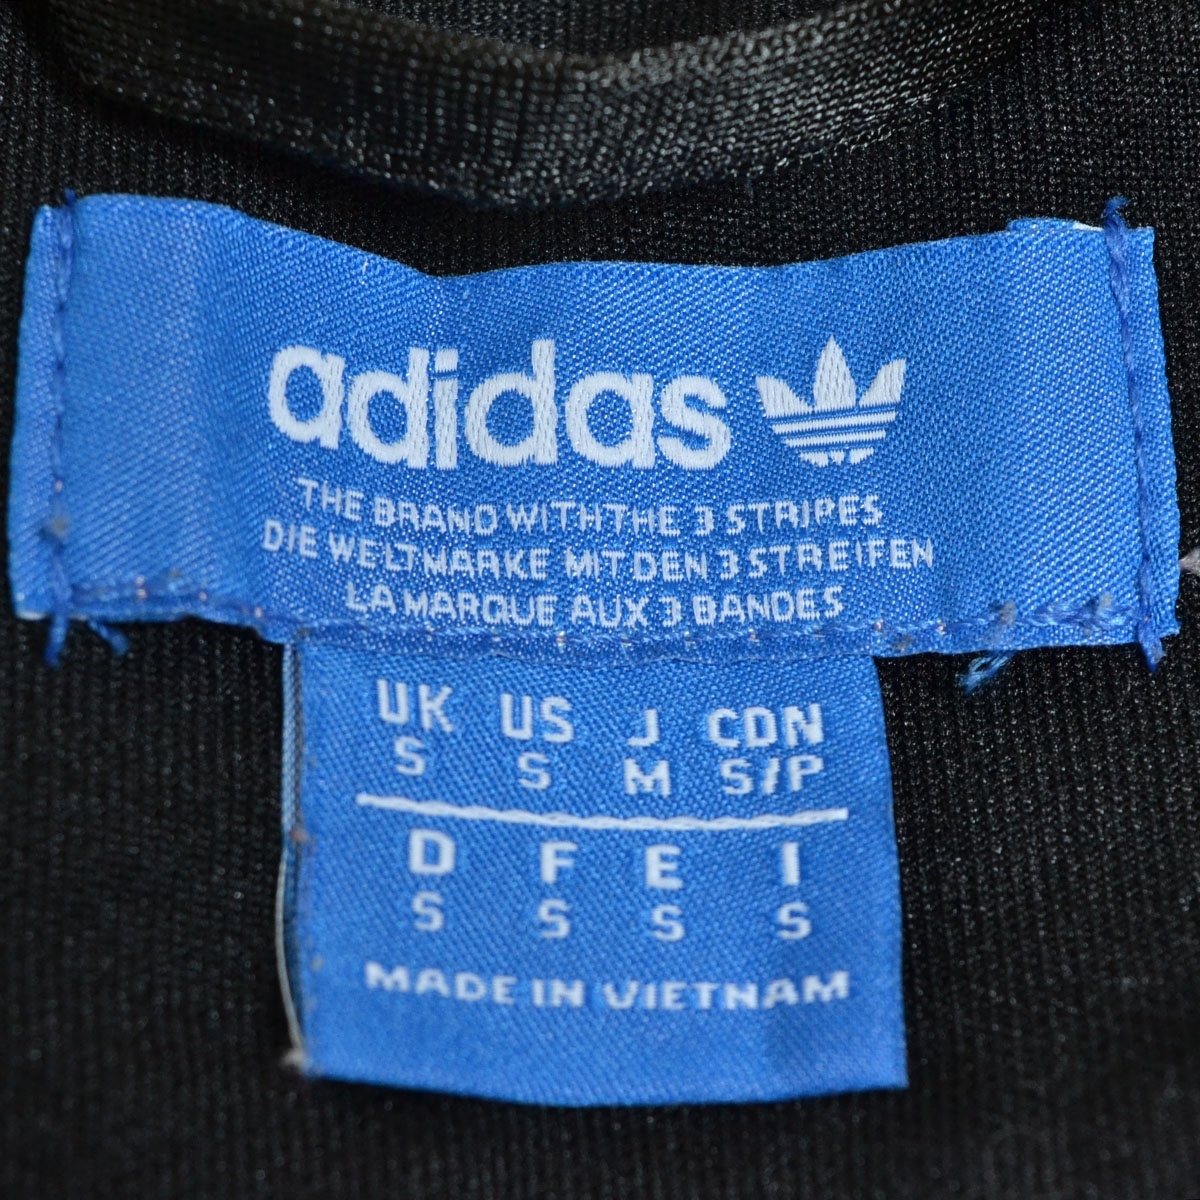 adidas
THE BRAND WITH THE 3 STRIPES
DIE WELTMARKE MIT DEN 3 STREIFEN
LA MARQUE AUX 3 BANDES
UK US J CDN
S S M S/P
D F E I
S S S S
MADE IN VIETNAM